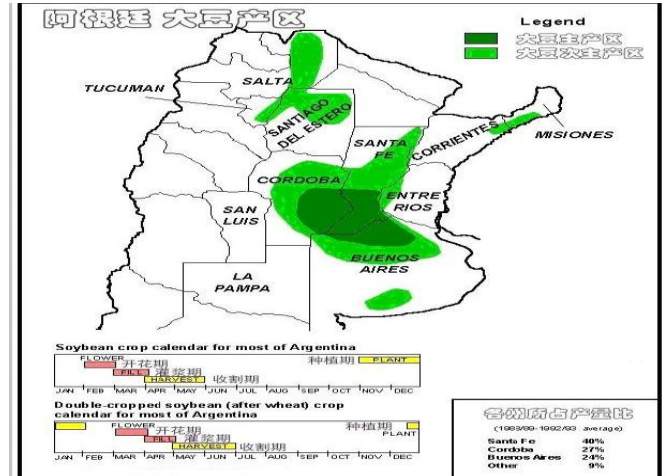 阿根廷 大豆产区
Legend
大豆主产区
大豆次主产区
SALTA
TUCUMAN
SANTIAGO
DEL ESTERO
SANTA
FE
CORRIENTES
MISIONES
CORDOBA
ENTRE
RIOS
SAN
LUIS
BUENOS
AIRES
LA
PAMPA
Soybean crop calendar for most of Argentina
FLOWER 开花期 种植期 PLANT
FILL 灌浆期
HARVEST 收割期
JAN FEB MAR APR MAY JUN JUL AUG SEP OCT NOV DEC
Double-cropped soybean (after wheat) crop
calendar for most of Argentina
FLOWER 开花期 种植期
PLANT
FILL 灌浆期
HARVEST 收割期
JAN FEB MAR APR MAY JUN JUL AUG SEP OCT NOV DEC
各州所占产量比
(1988/89-1992/93 average)
Santa Fe 40%
Cordoba 27%
Buenos Aires 24%
Other 9%